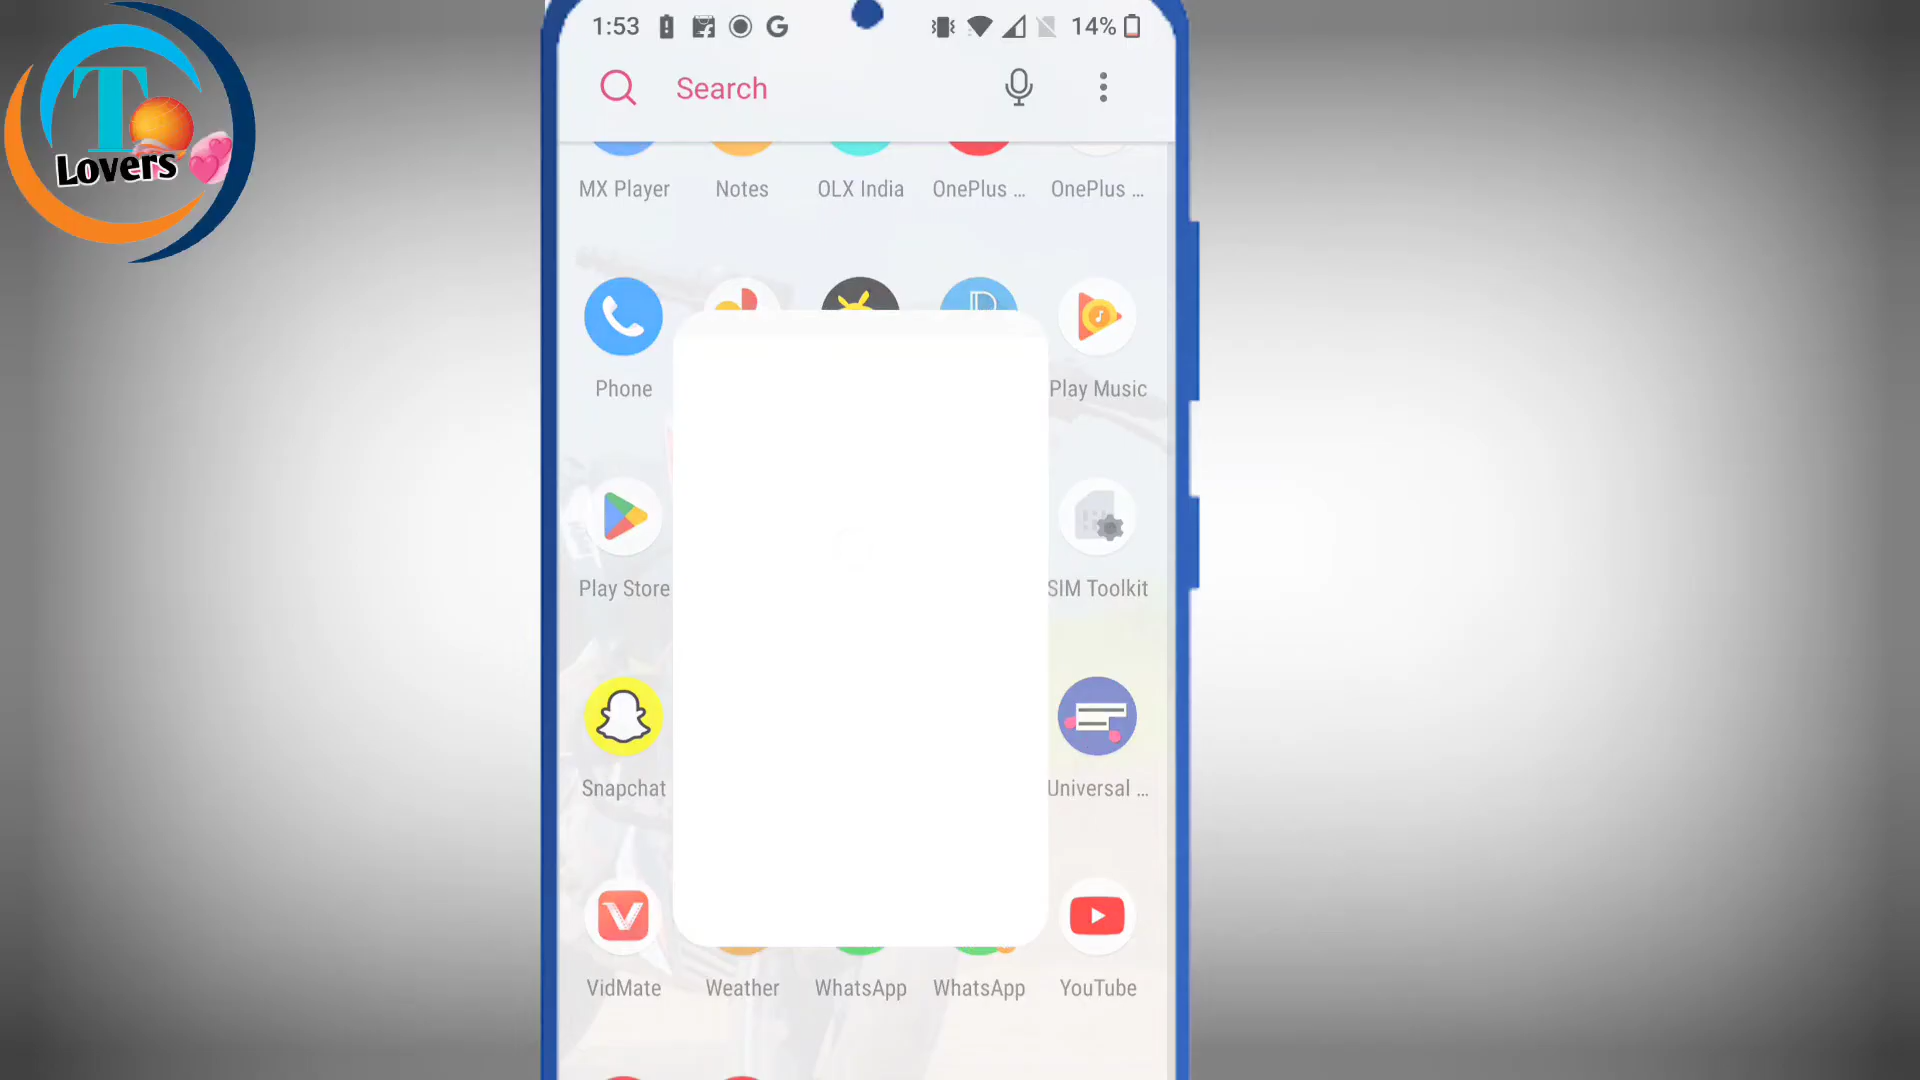 T
Lovers
1:53
14%
Search
MX Player
Notes
OLX India
OnePlus ...
OnePlus ...
Phone
Play Music
Play Store
SIM Toolkit
Snapchat
Universal ...
VidMate
Weather
WhatsApp
WhatsApp
YouTube